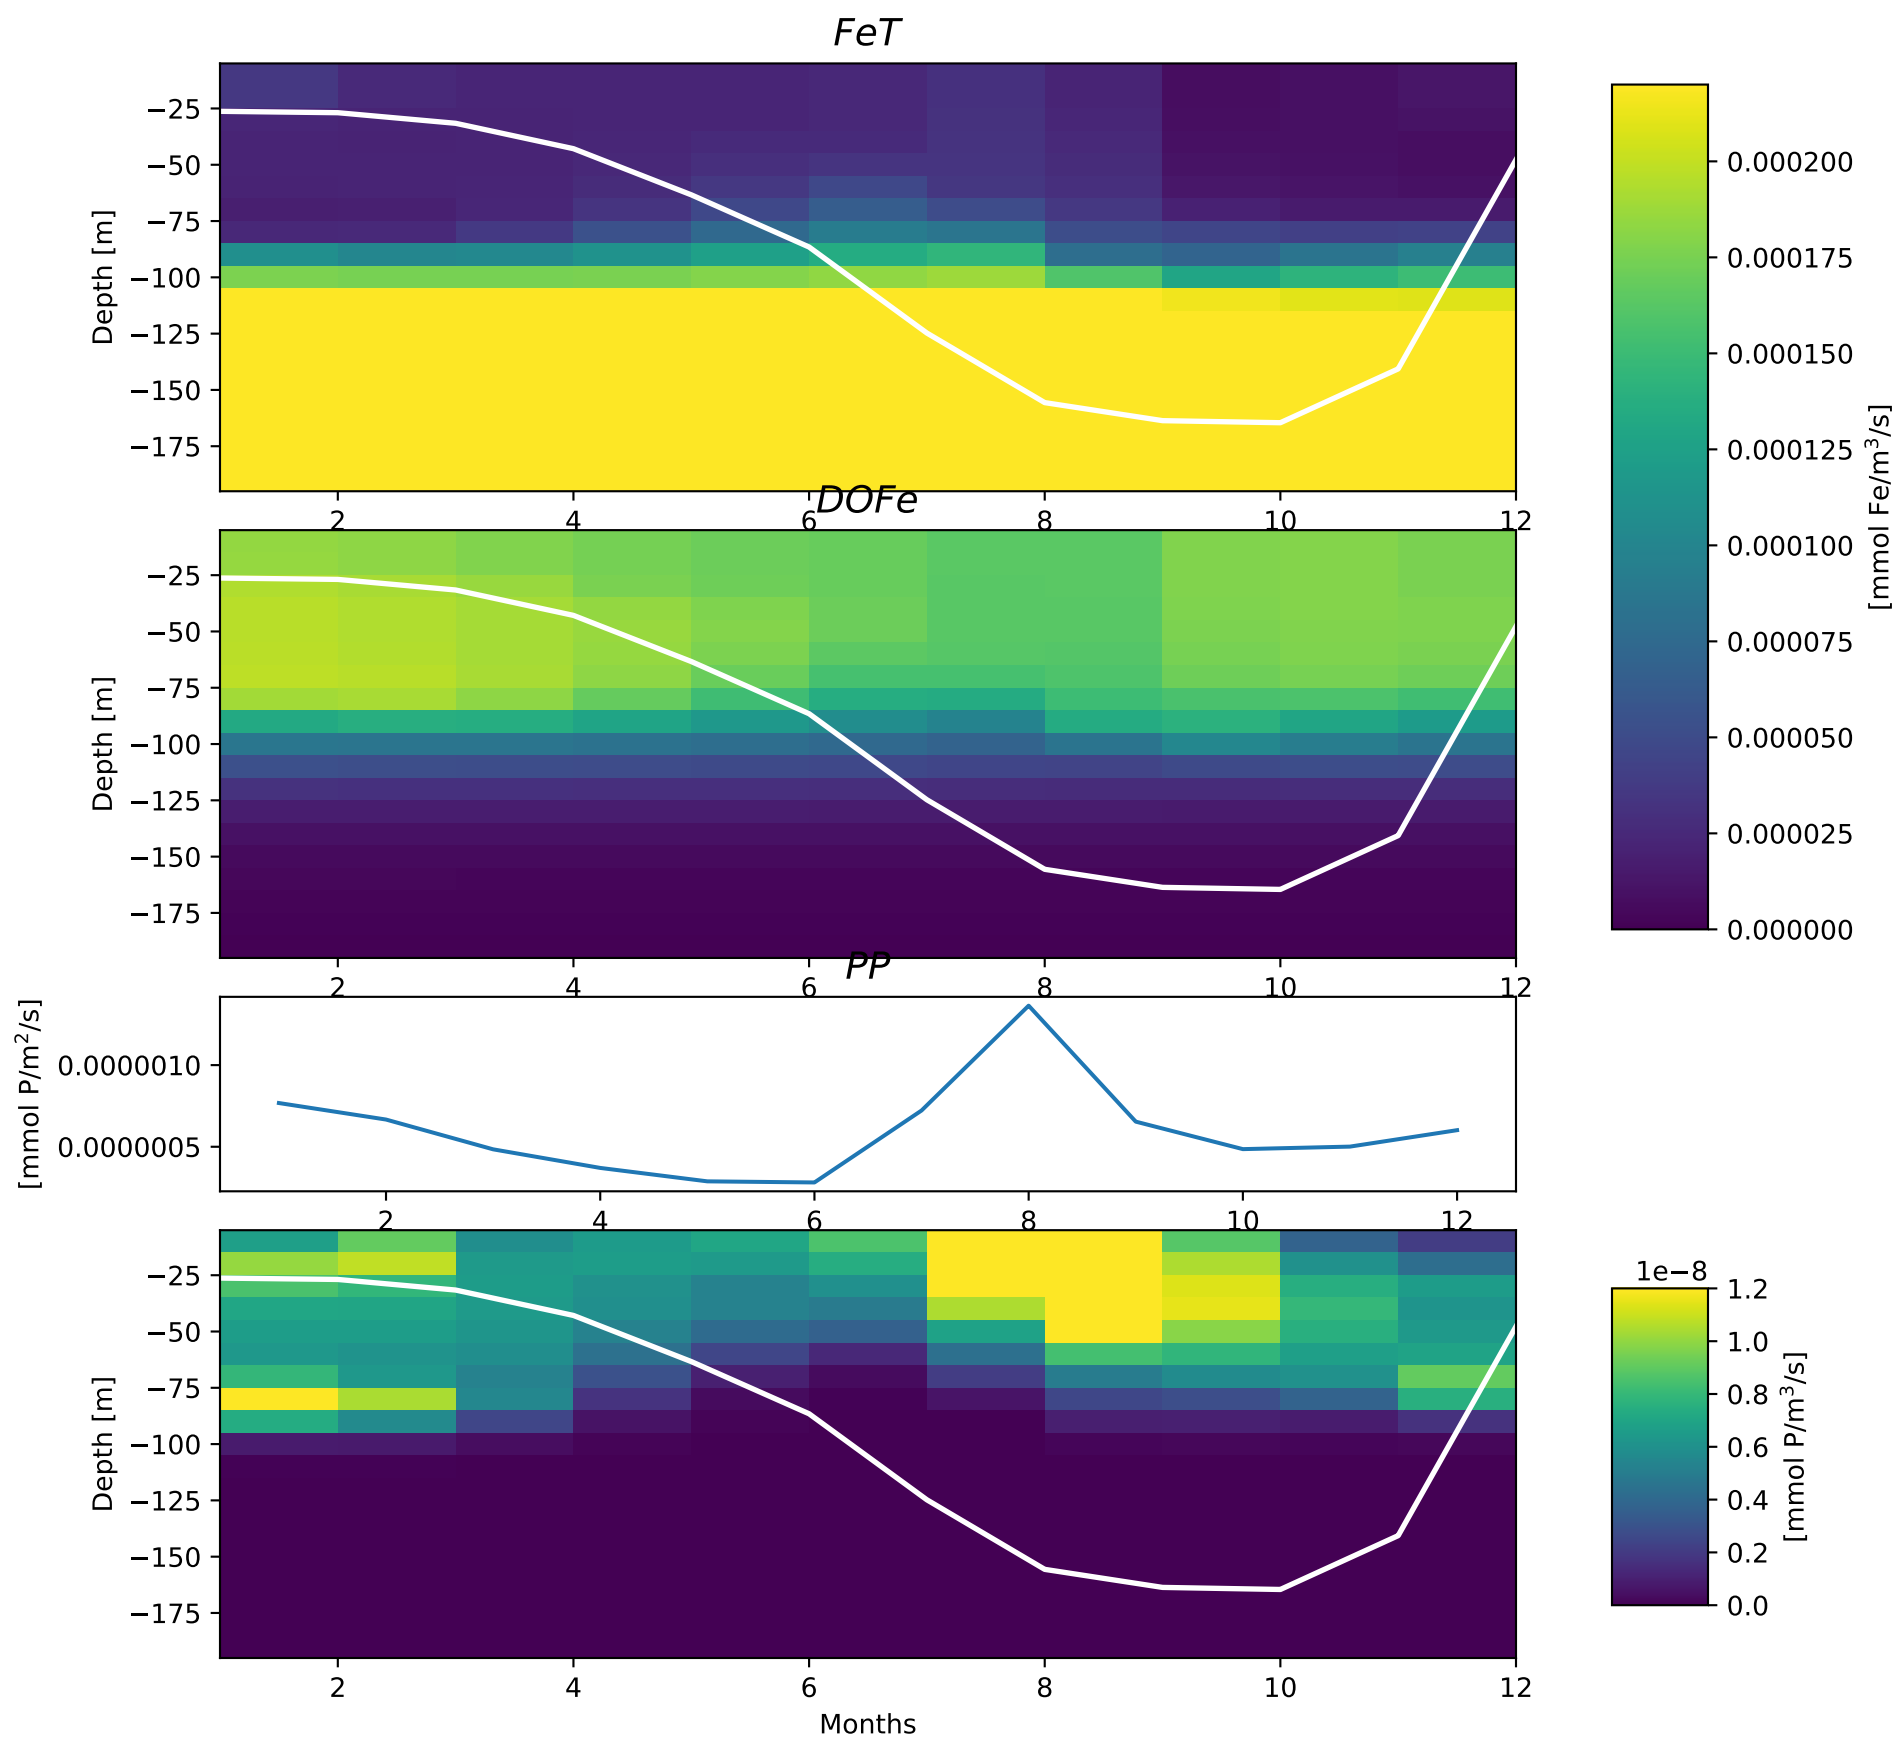 FeT
−25
−50
−75
−100
−125
−150
−175
Depth [m]
2 4 6 8 10 12
DOFe
−25
−50
−75
−100
−125
−150
−175
Depth [m]
2 4 6 8 10 12
0.000200
0.000175
0.000150
0.000125
0.000100
0.000075
0.000050
0.000025
0.000000
[mmol Fe/m³/s]
PP
0.0000010
0.0000005
[mmol P/m²/s]
2 4 6 8 10 12
−25
−50
−75
−100
−125
−150
−175
Depth [m]
2 4 6 8 10 12
Months
1e−8
1.2
1.0
0.8
0.6
0.4
0.2
0.0
[mmol P/m³/s]